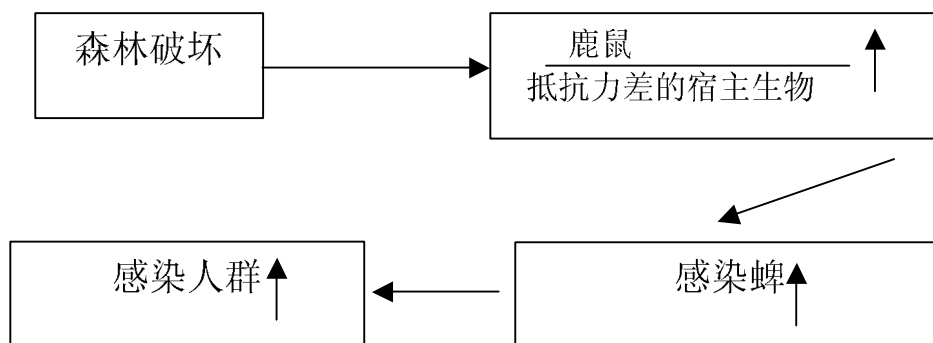 森林破坏
鹿鼠
抵抗力差的宿主生物
感染蜱
感染人群